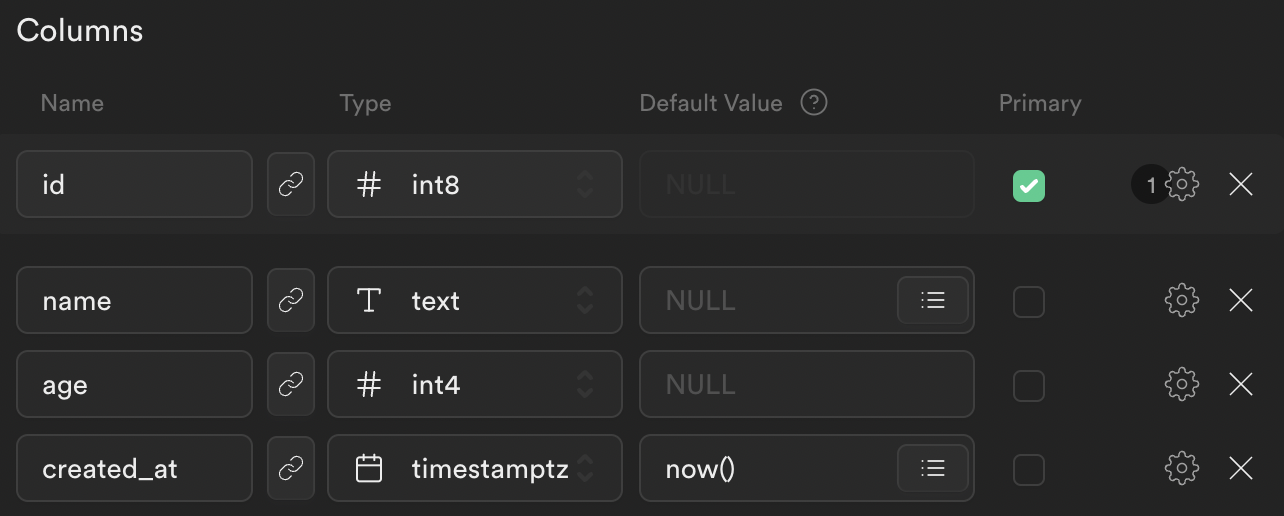 Columns
Name Type Default Value ? Primary
id # int8 NULL 1
name T text NULL
age # int4 NULL
created_at timestamptz now()